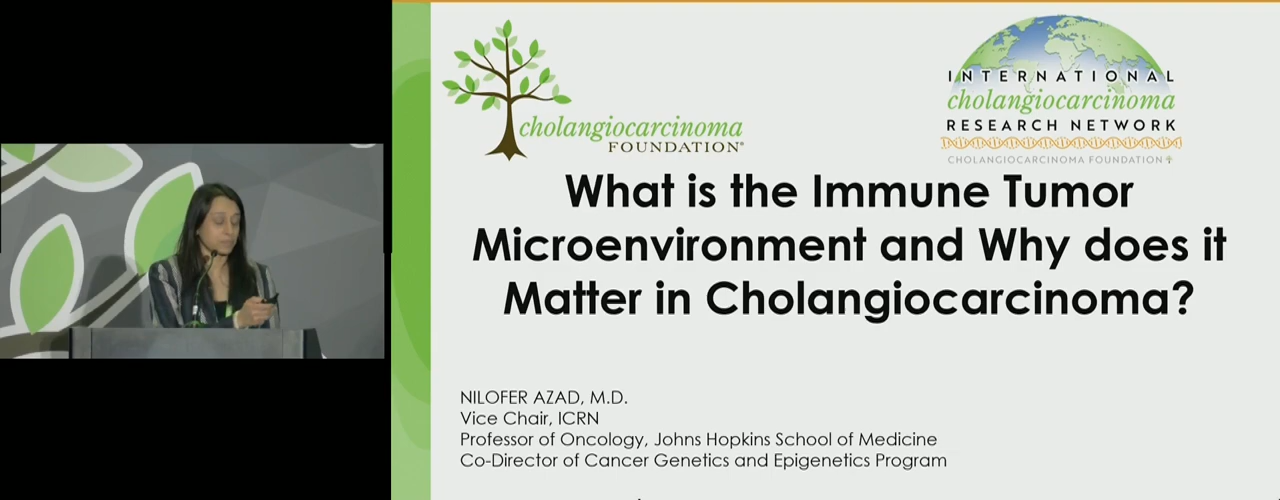 cholangiocarcinoma
FOUNDATION®
INTERNATIONAL
cholangiocarcinoma
RESEARCH NETWORK
CHOLANGIOCARCINOMA FOUNDATION
What is the Immune Tumor
Microenvironment and Why does it
Matter in Cholangiocarcinoma?
NILOFER AZAD, M.D.
Vice Chair, ICRN
Professor of Oncology, Johns Hopkins School of Medicine
Co-Director of Cancer Genetics and Epigenetics Program